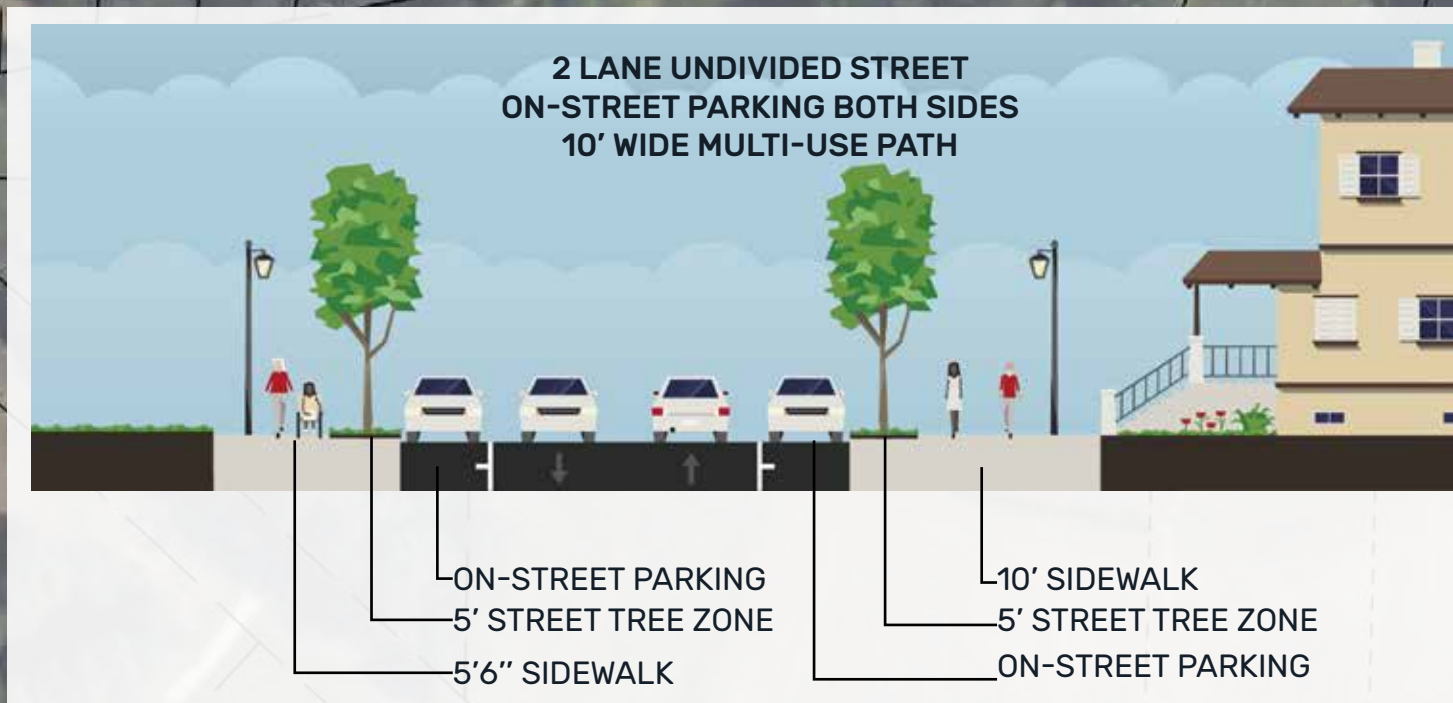 2 LANE UNDIVIDED STREET
ON-STREET PARKING BOTH SIDES
10' WIDE MULTI-USE PATH
ON-STREET PARKING
5' STREET TREE ZONE
5'6'' SIDEWALK
10' SIDEWALK
5' STREET TREE ZONE
ON-STREET PARKING